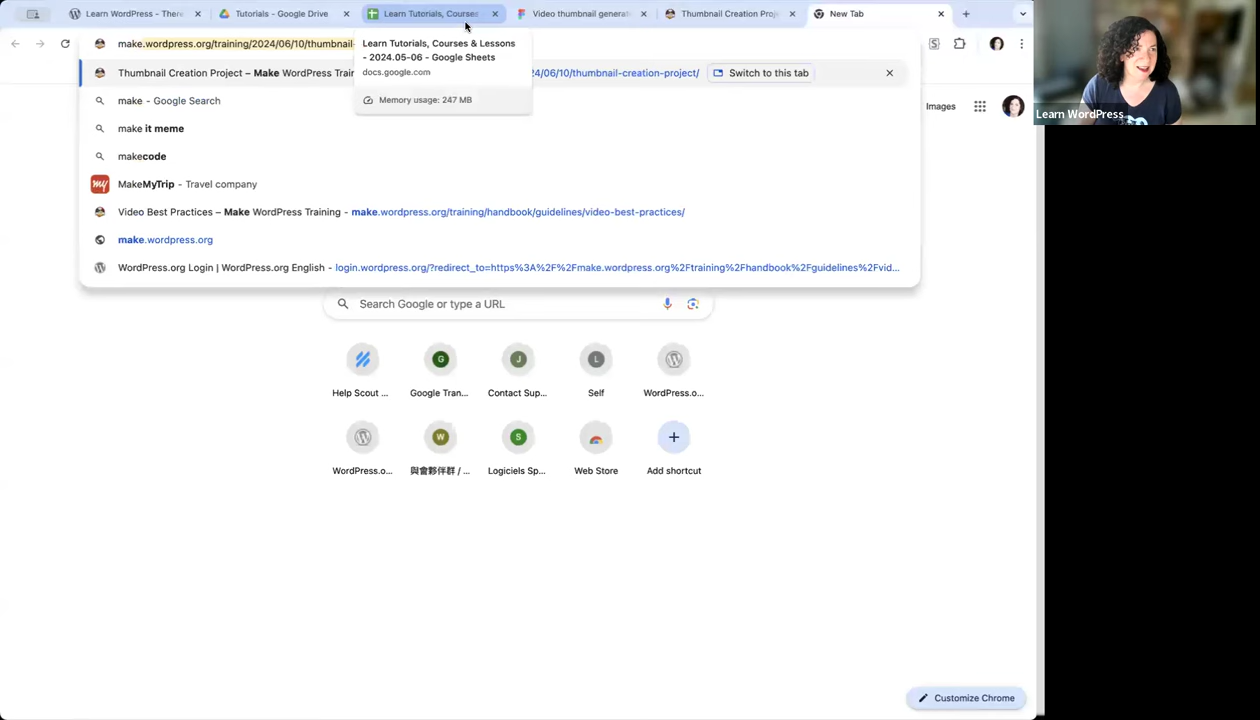 Learn WordPress - There
Tutorials - Google Drive
Learn Tutorials, Courses
Video thumbnail generat
Thumbnail Creation Proje
New Tab
make.wordpress.org/training/2024/06/10/thumbnail-
Learn Tutorials, Courses & Lessons
- 2024.05-06 - Google Sheets
docs.google.com
Memory usage: 247 MB
Thumbnail Creation Project – Make WordPress Trai
24/06/10/thumbnail-creation-project/
Switch to this tab
make - Google Search
make it meme
makecode
MakeMyTrip - Travel company
Video Best Practices – Make WordPress Training - make.wordpress.org/training/handbook/guidelines/video-best-practices/
make.wordpress.org
WordPress.org Login | WordPress.org English - login.wordpress.org/?redirect_to=https%3A%2F%2Fmake.wordpress.org%2Ftraining%2Fhandbook%2Fguidelines%2Fvid...
Images
Learn WordPress
Search Google or type a URL
G
J
L
Help Scout ...
Google Tran...
Contact Sup...
Self
WordPress.o...
W
S
WordPress.o...
與會夥伴群 / ...
Logiciels Sp...
Web Store
Add shortcut
Customize Chrome